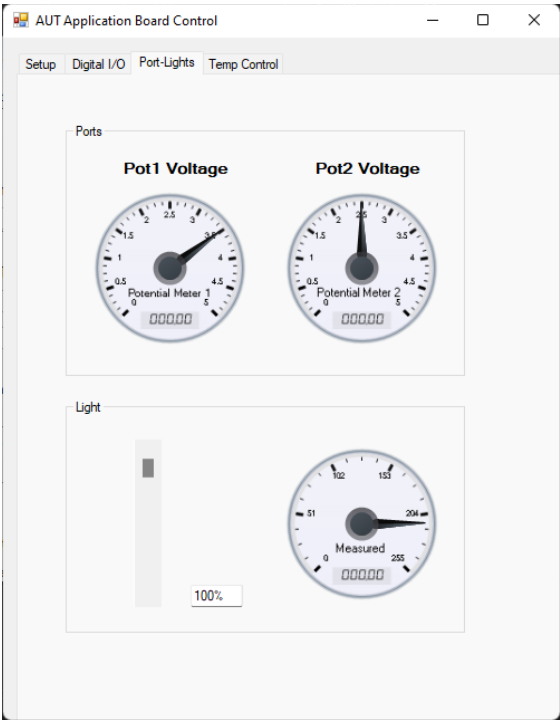 AUT Application Board Control
Setup Digital I/O Port-Lights Temp Control
Ports
Pot1 Voltage
0 0.5 1 1.5 2 2.5 3 3.5 4 4.5 5
Potential Meter 1
000.00
Pot2 Voltage
0 0.5 1 1.5 2 2.5 3 3.5 4 4.5 5
Potential Meter 2
000.00
Light
100%
0 51 102 153 204 255
Measured
000.00